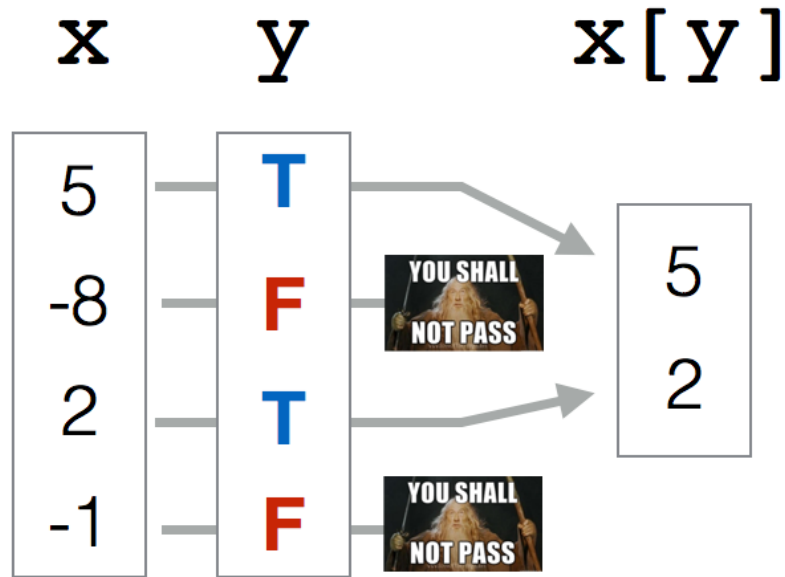 x y x[y]
5 T
-8 F YOU SHALL
NOT PASS
5
2
2 T
-1 F YOU SHALL
NOT PASS